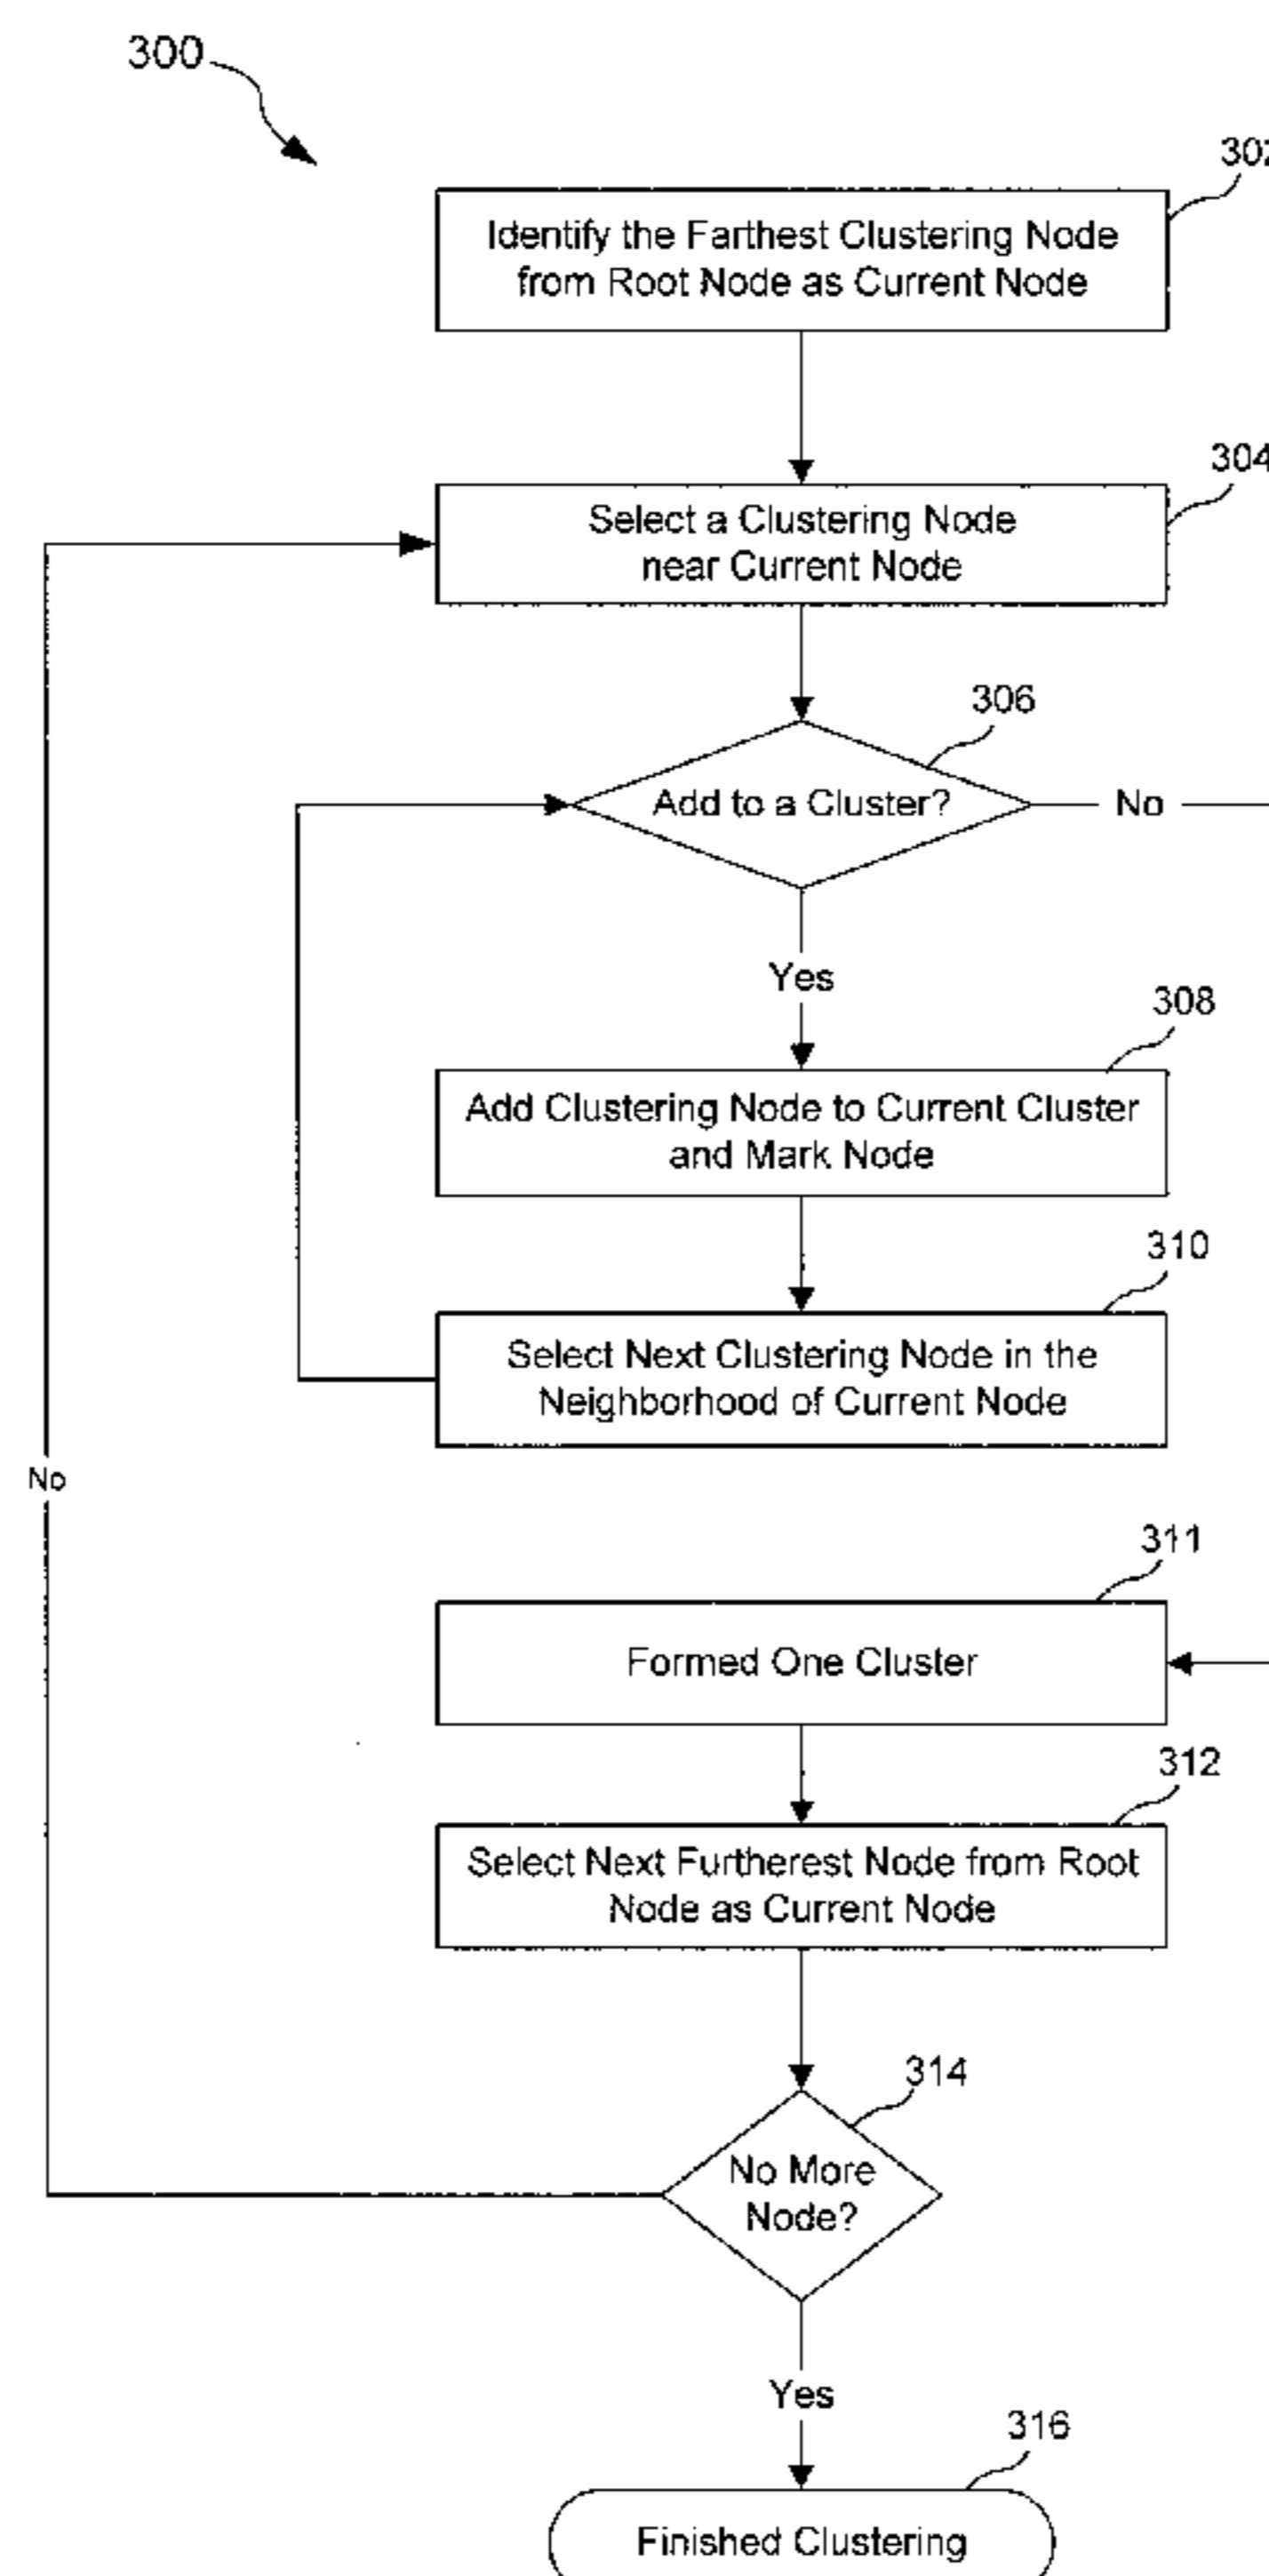 300
302
Identify the Farthest Clustering Node
from Root Node as Current Node
304
Select a Clustering Node
near Current Node
306
Add to a Cluster?
No
Yes
308
Add Clustering Node to Current Cluster
and Mark Node
310
Select Next Clustering Node in the
Neighborhood of Current Node
No
311
Formed One Cluster
312
Select Next Furtherest Node from Root
Node as Current Node
314
No More
Node?
Yes
316
Finished Clustering